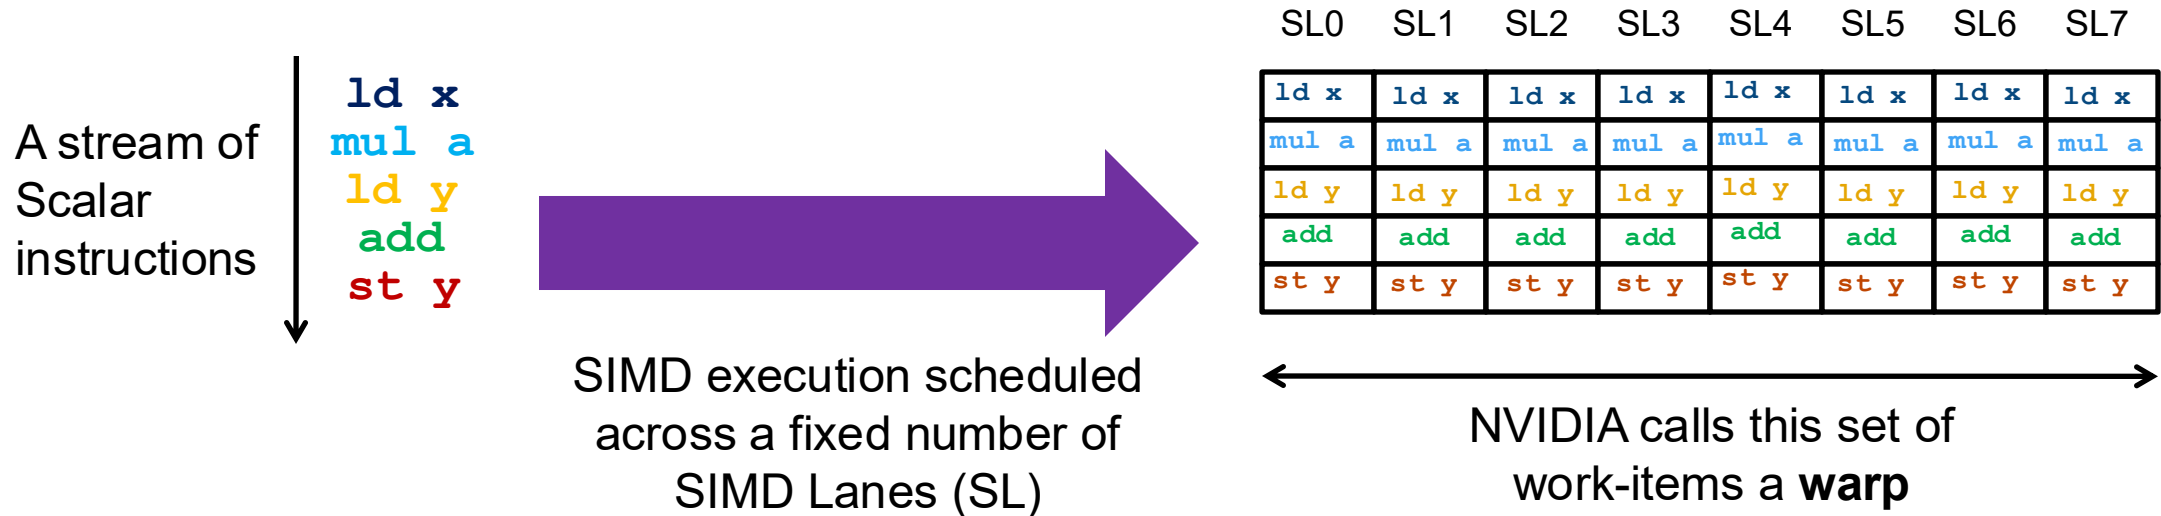 A stream of
Scalar
instructions
ld x
mul a
ld y
add
st y
SIMD execution scheduled
across a fixed number of
SIMD Lanes (SL)
SL0 SL1 SL2 SL3 SL4 SL5 SL6 SL7
ld x ld x ld x ld x ld x ld x ld x ld x
mul a mul a mul a mul a mul a mul a mul a mul a
ld y ld y ld y ld y ld y ld y ld y ld y
add add add add add add add add
st y st y st y st y st y st y st y st y
NVIDIA calls this set of
work-items a warp